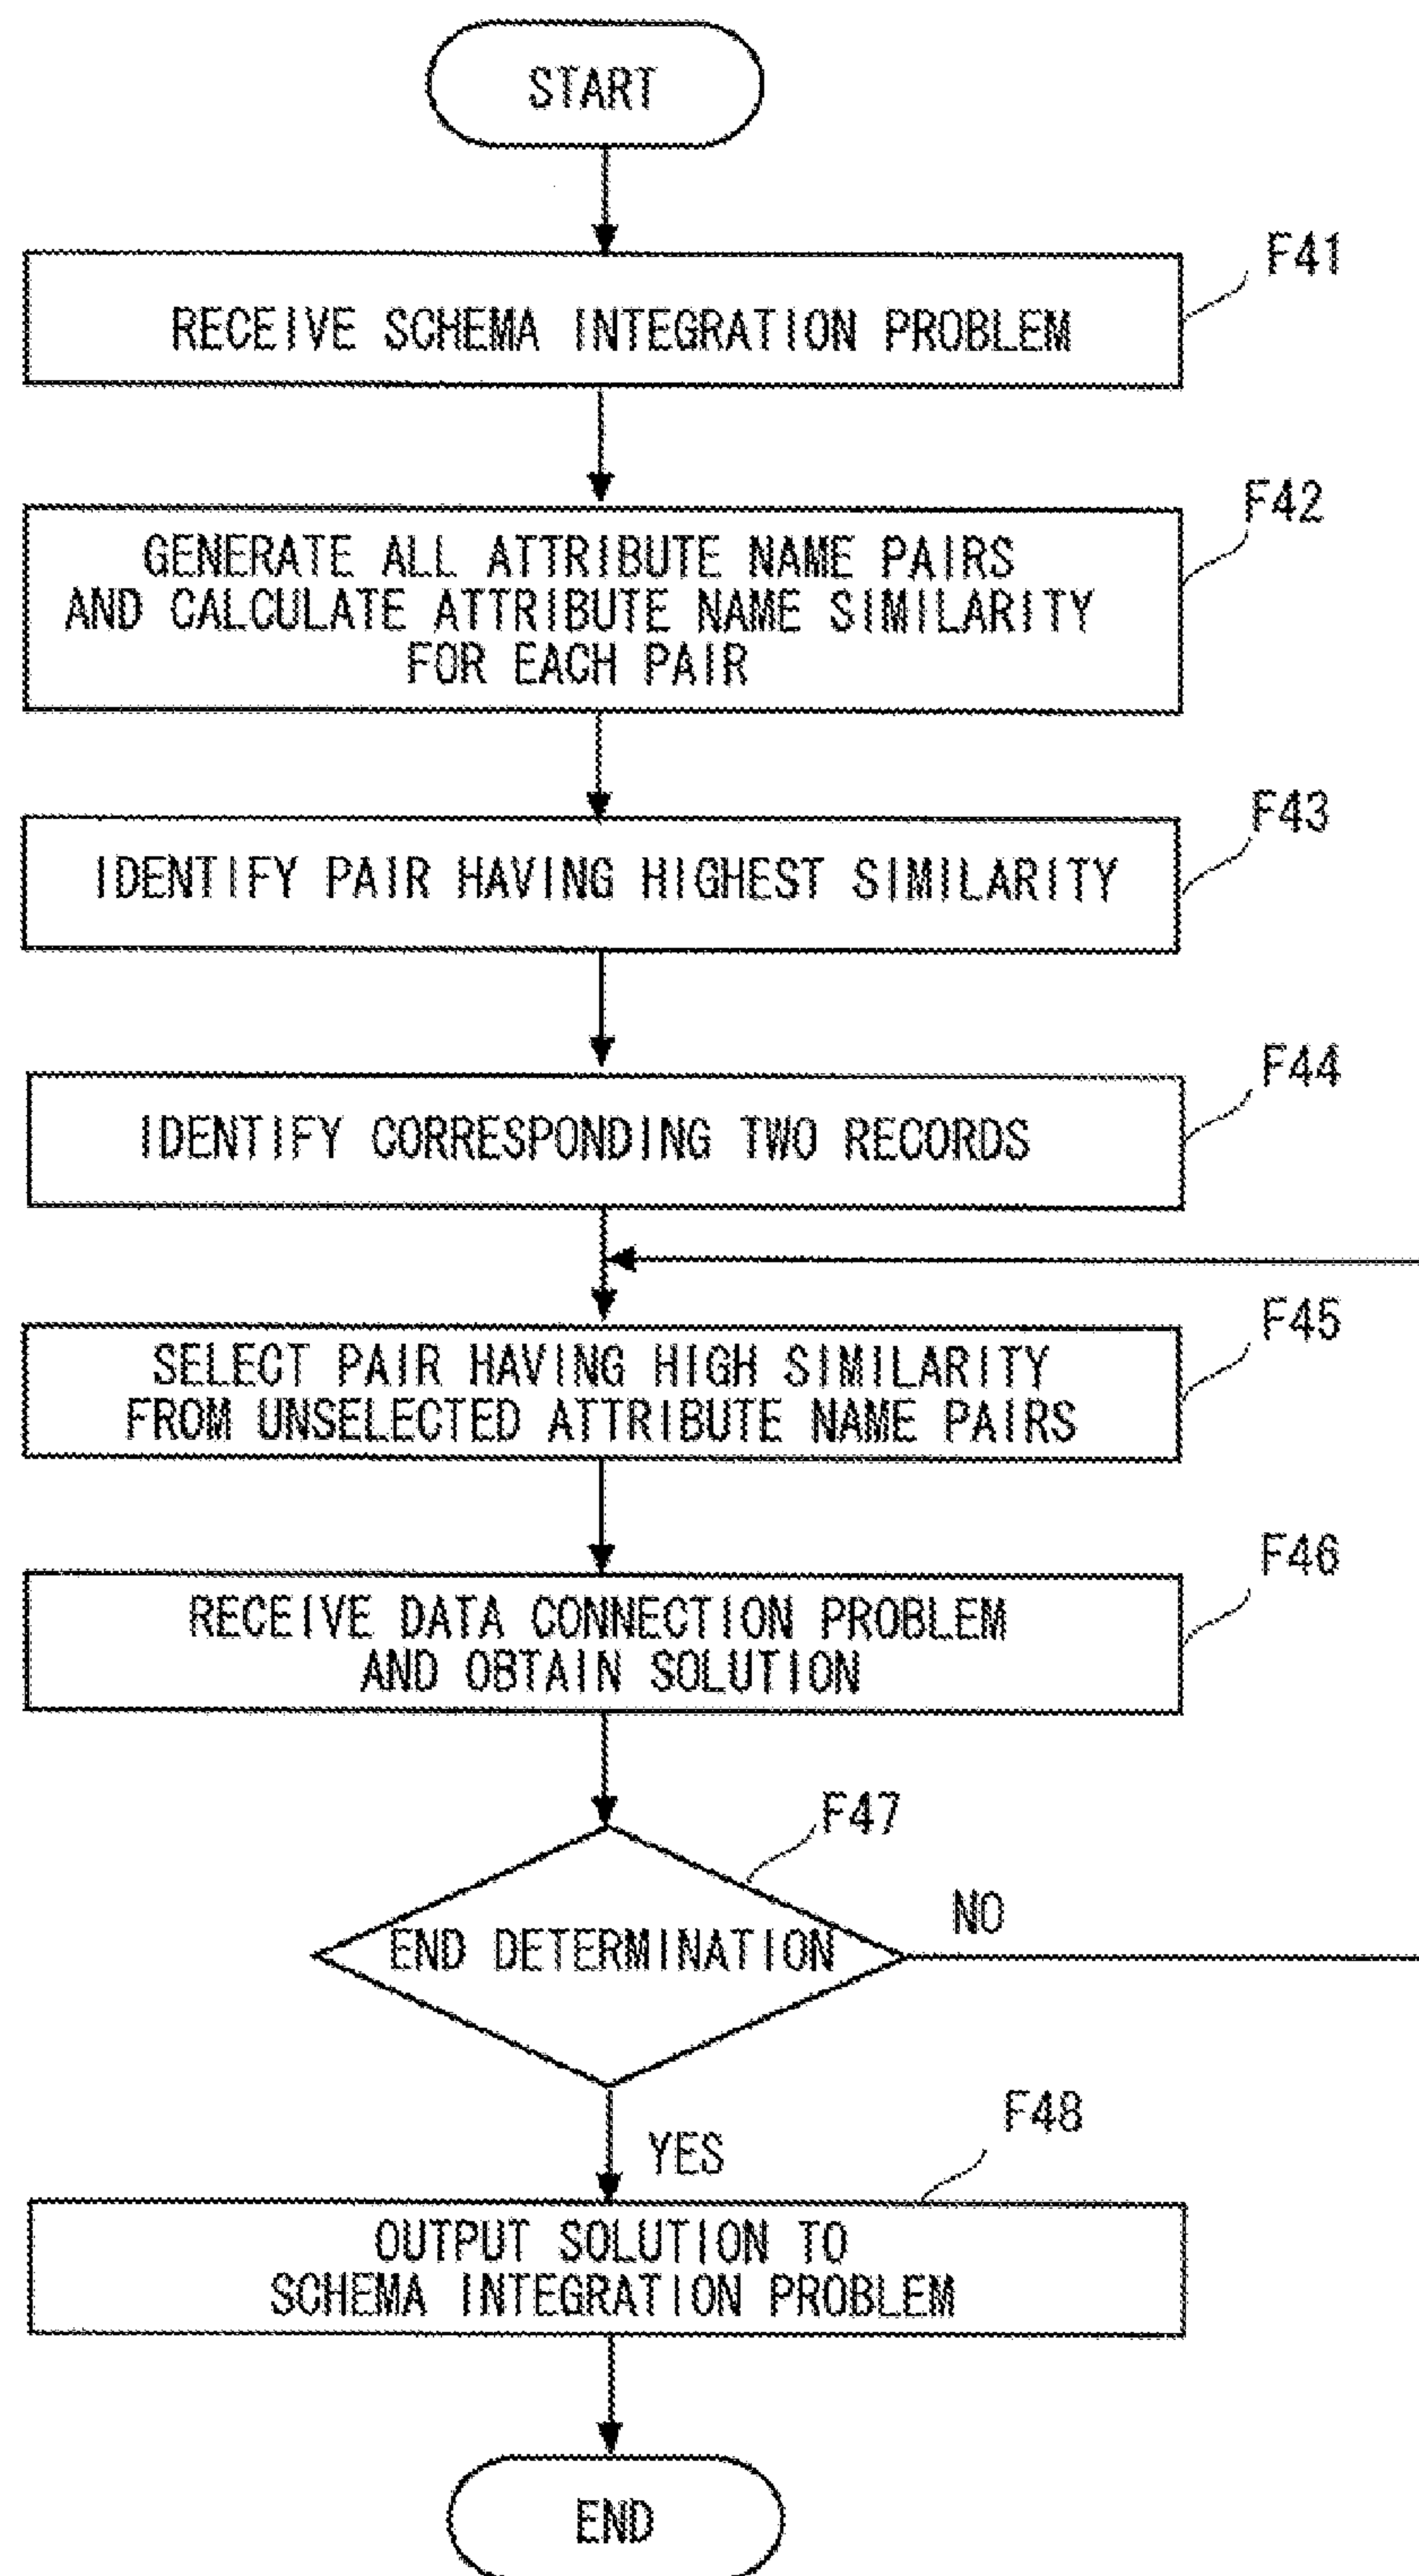 START
F41
RECEIVE SCHEMA INTEGRATION PROBLEM
F42
GENERATE ALL ATTRIBUTE NAME PAIRS
AND CALCULATE ATTRIBUTE NAME SIMILARITY
FOR EACH PAIR
F43
IDENTIFY PAIR HAVING HIGHEST SIMILARITY
F44
IDENTIFY CORRESPONDING TWO RECORDS
F45
SELECT PAIR HAVING HIGH SIMILARITY
FROM UNSELECTED ATTRIBUTE NAME PAIRS
F46
RECEIVE DATA CONNECTION PROBLEM
AND OBTAIN SOLUTION
F47
END DETERMINATION
NO
YES
F48
OUTPUT SOLUTION TO
SCHEMA INTEGRATION PROBLEM
END